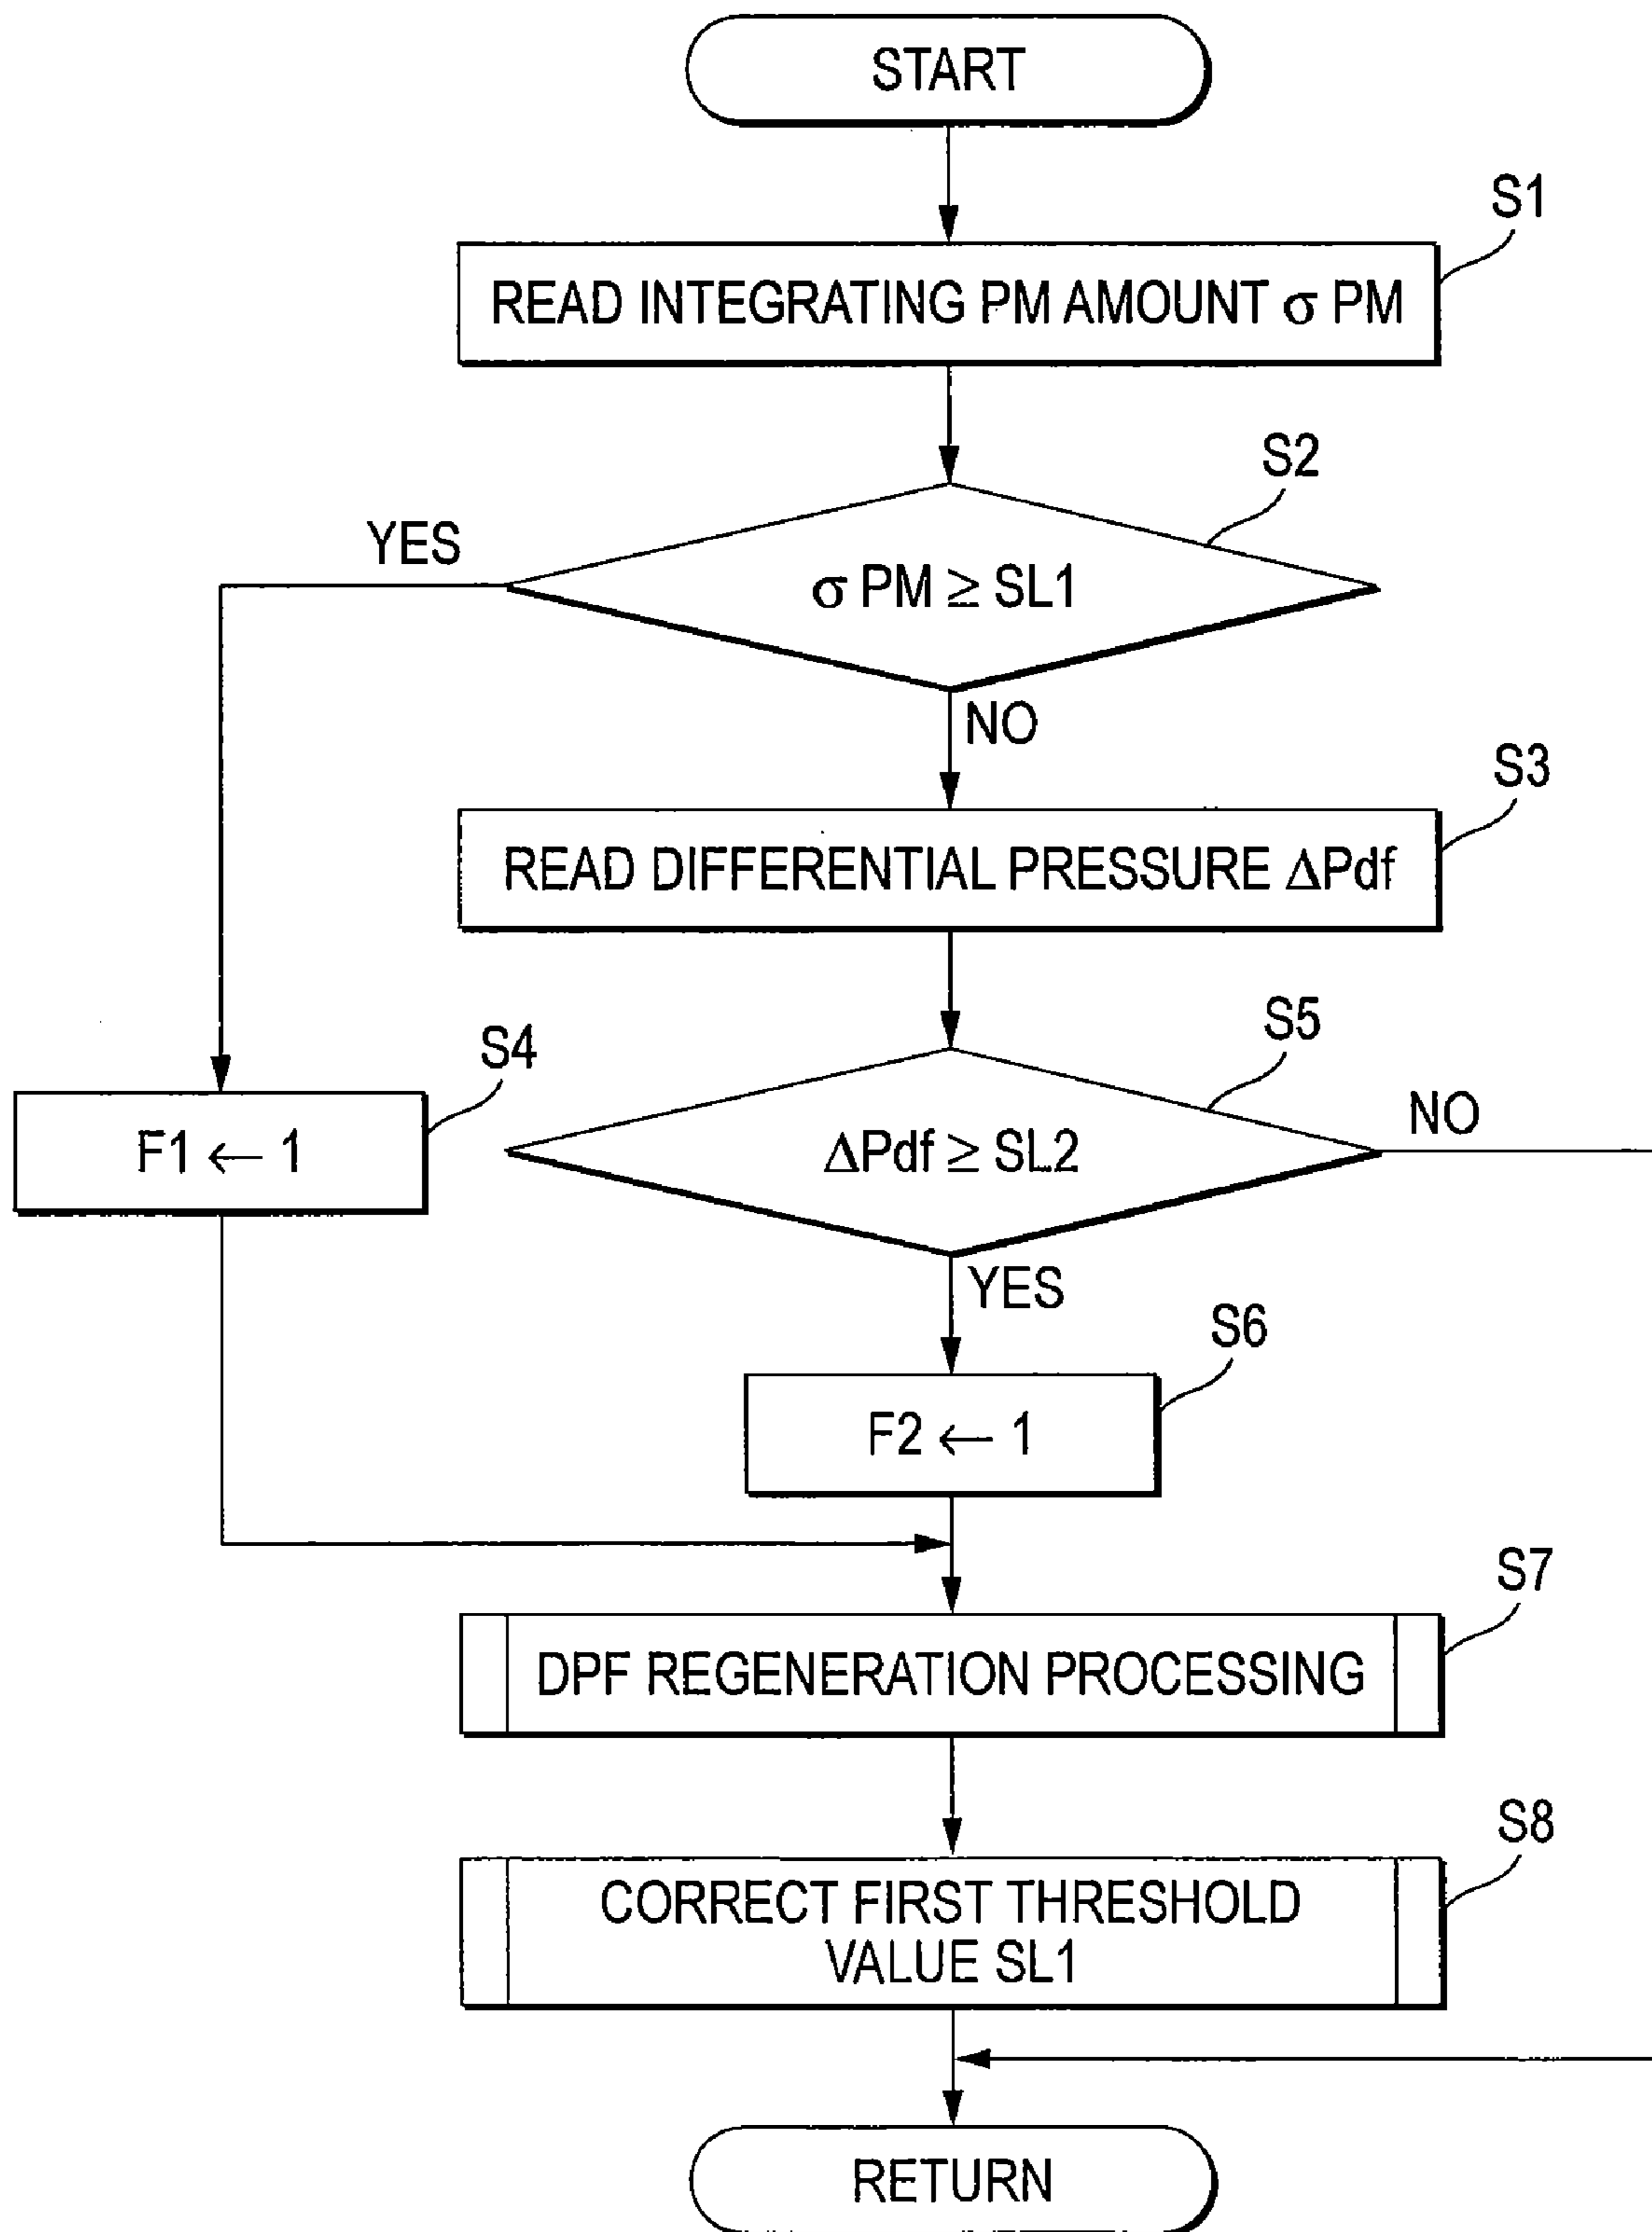 START
S1
READ INTEGRATING PM AMOUNT σ PM
S2
YES
σ PM ≥ SL1
NO
S3
READ DIFFERENTIAL PRESSURE ΔPdf
S4
S5
NO
F1 ← 1
ΔPdf ≥ SL2
YES
S6
F2 ← 1
S7
DPF REGENERATION PROCESSING
S8
CORRECT FIRST THRESHOLD
VALUE SL1
RETURN